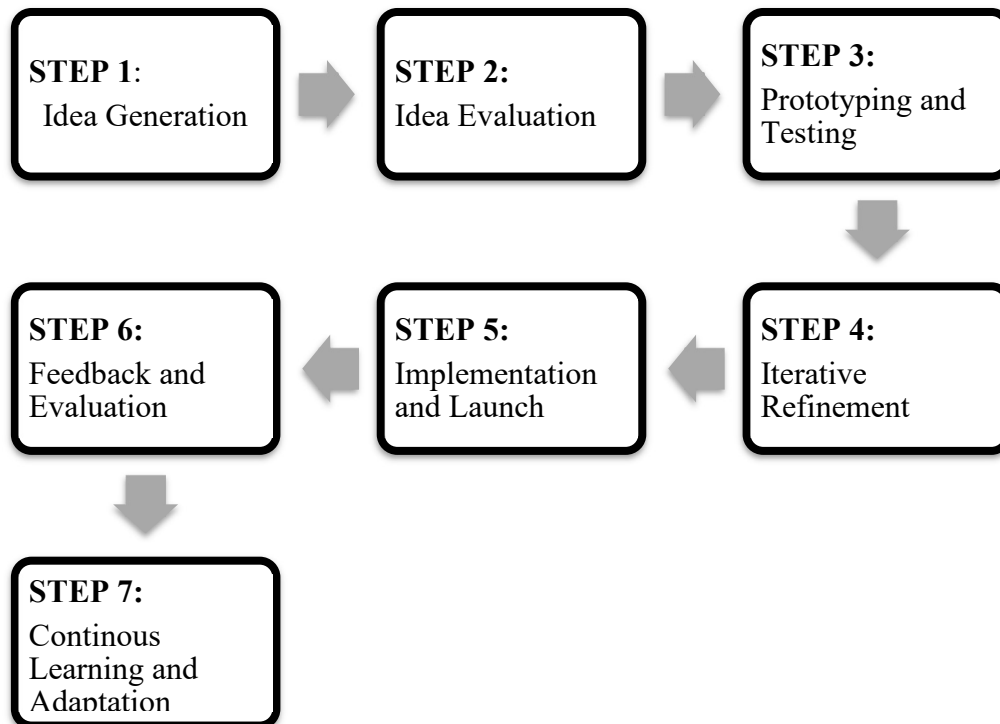 STEP 1:
Idea Generation
STEP 2:
Idea Evaluation
STEP 3:
Prototyping and
Testing
STEP 4:
Iterative
Refinement
STEP 5:
Implementation
and Launch
STEP 6:
Feedback and
Evaluation
STEP 7:
Continous
Learning and
Adaptation